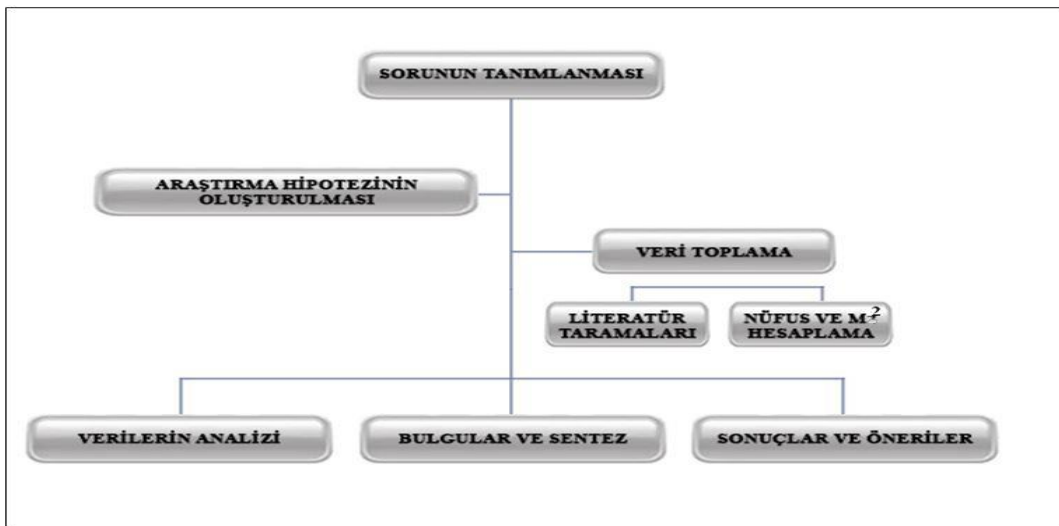 SORUNUN TANIMLANMASI
ARAŞTIRMA HİPOTEZİNİN
OLUŞTURULMASI
VERİ TOPLAMA
LİTERATÜR
TARAMALARI
NÜFUS VE M²
HESAPLAMA
VERİLERİN ANALİZİ
BULGULAR VE SENTEZ
SONUÇLAR VE ÖNERİLER